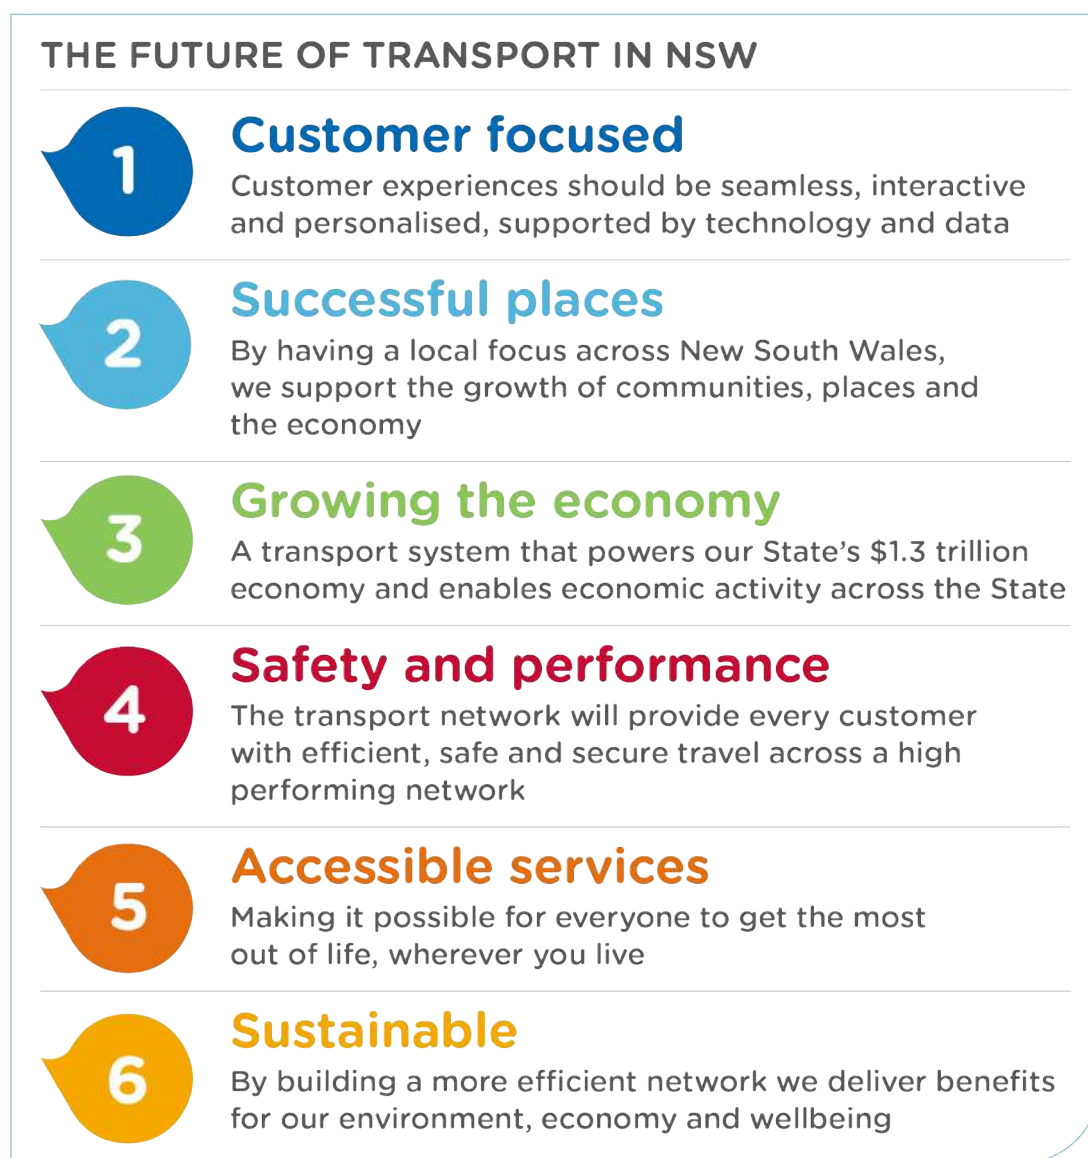 THE FUTURE OF TRANSPORT IN NSW
1
Customer focused
Customer experiences should be seamless, interactive
and personalised, supported by technology and data
2
Successful places
By having a local focus across New South Wales,
we support the growth of communities, places and
the economy
3
Growing the economy
A transport system that powers our State’s $1.3 trillion
economy and enables economic activity across the State
4
Safety and performance
The transport network will provide every customer
with efficient, safe and secure travel across a high
performing network
5
Accessible services
Making it possible for everyone to get the most
out of life, wherever you live
6
Sustainable
By building a more efficient network we deliver benefits
for our environment, economy and wellbeing